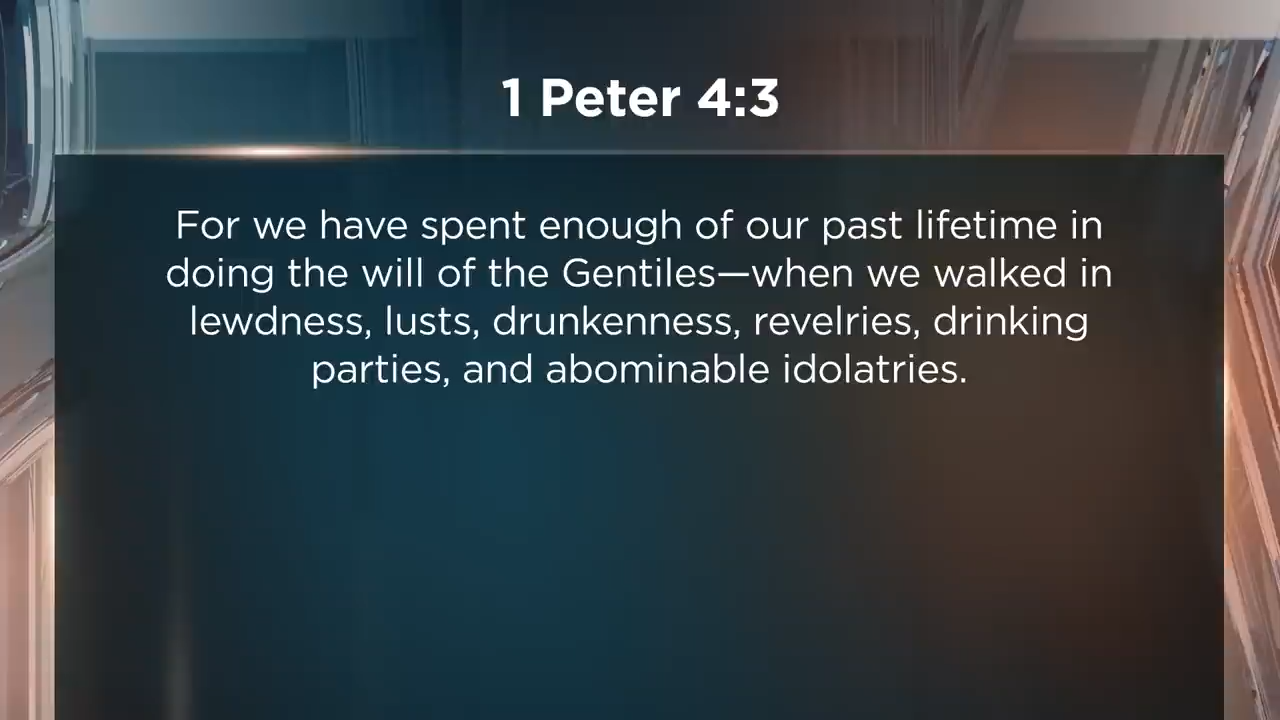 1 Peter 4:3
For we have spent enough of our past lifetime in
doing the will of the Gentiles—when we walked in
lewdness, lusts, drunkenness, revelries, drinking
parties, and abominable idolatries.